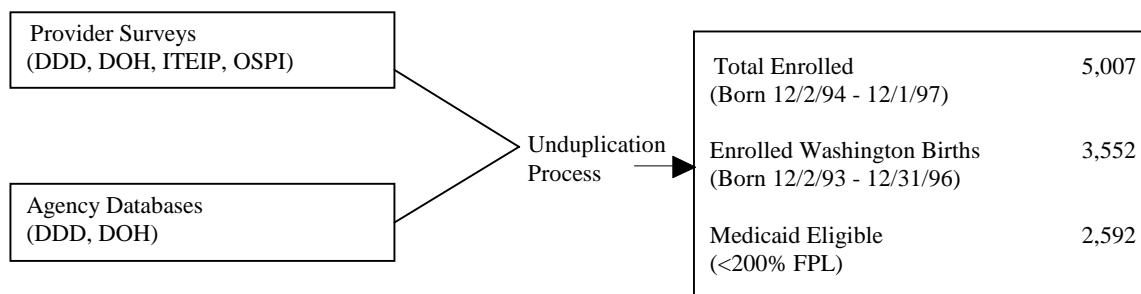 Provider Surveys
(DDD, DOH, ITEIP, OSPI)
Agency Databases
(DDD, DOH)
Unduplication
Process
Total Enrolled 5,007
(Born 12/2/94 - 12/1/97)
Enrolled Washington Births 3,552
(Born 12/2/93 - 12/31/96)
Medicaid Eligible 2,592
(<200% FPL)